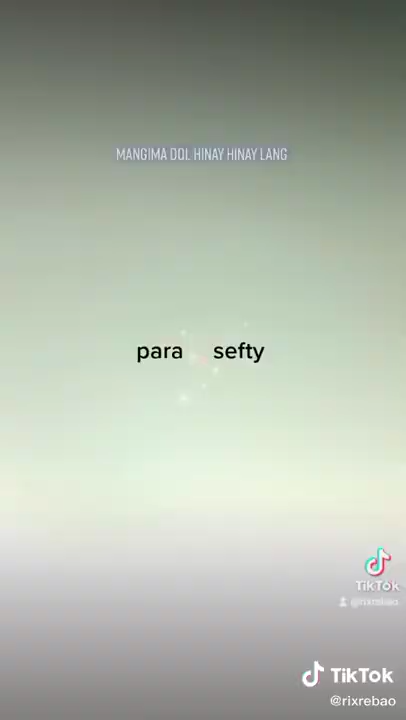 MANGIMA DOL HINAY HINAY LANG
para sefty
TikTok
@rixrebao
TikTok
@rixrebao